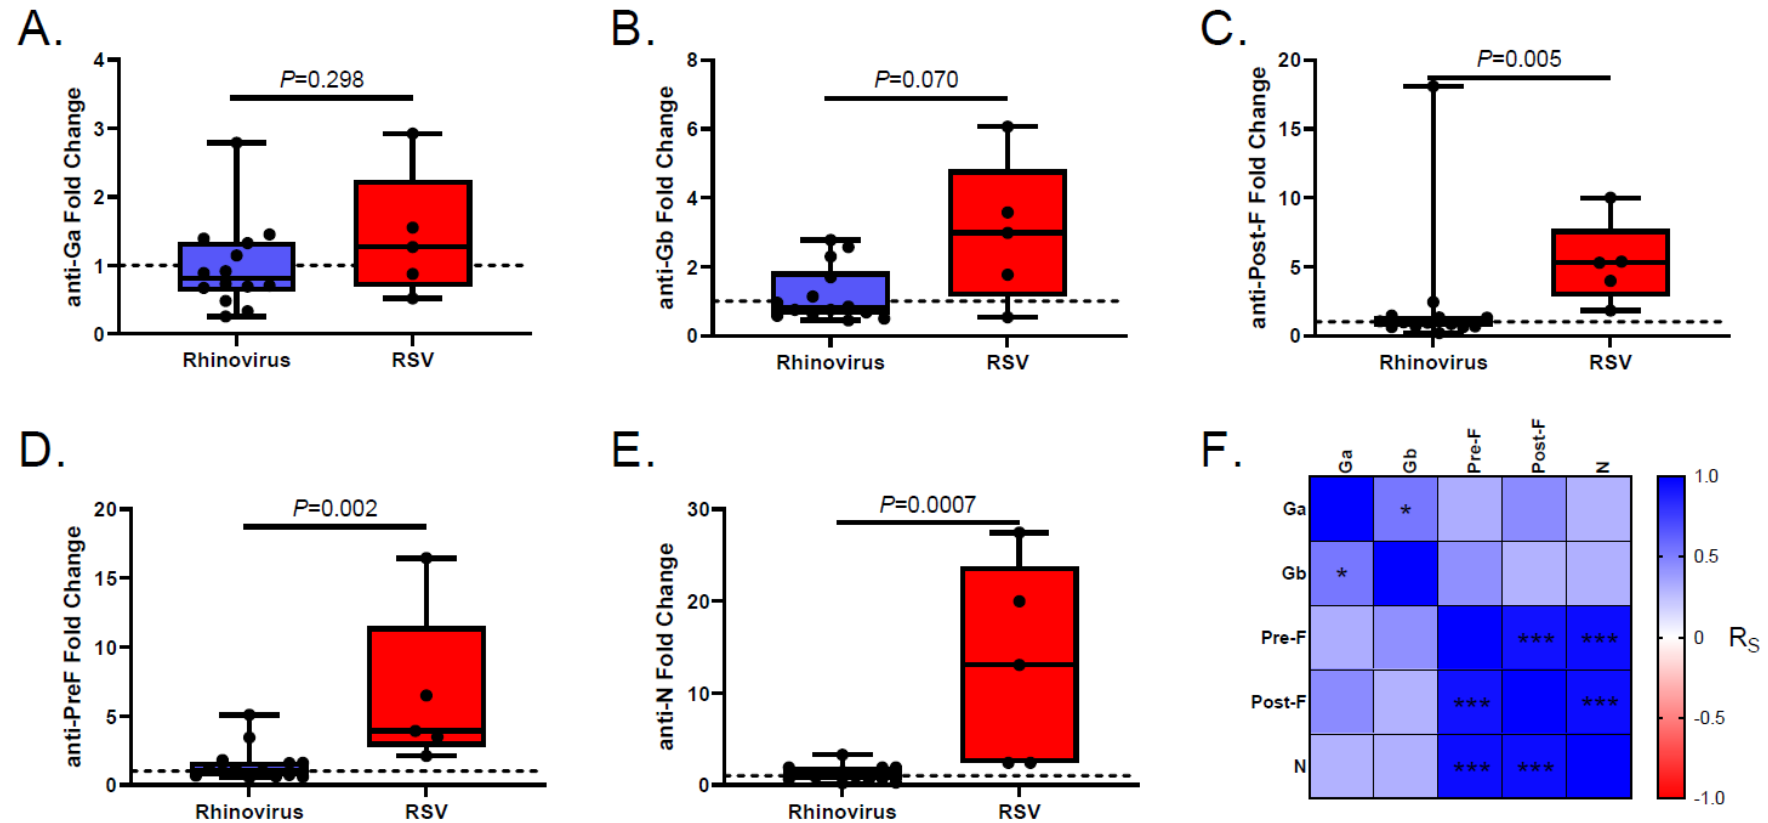 A.
anti-Ga Fold Change
4
3
2
1
0
P=0.298
Rhinovirus
RSV
B.
anti-Gb Fold Change
8
6
4
2
0
P=0.070
Rhinovirus
RSV
C.
anti-Post-F Fold Change
20
15
10
5
0
P=0.005
Rhinovirus
RSV
D.
anti-PreF Fold Change
20
15
10
5
0
P=0.002
Rhinovirus
RSV
E.
anti-N Fold Change
30
20
10
0
P=0.0007
Rhinovirus
RSV
F.
Ga
Gb
Pre-F
Post-F
N
Ga
*
Gb
*
Pre-F
*** ***
Post-F
*** ***
N
*** ***
1.0
0.5
0
-0.5
-1.0
RS